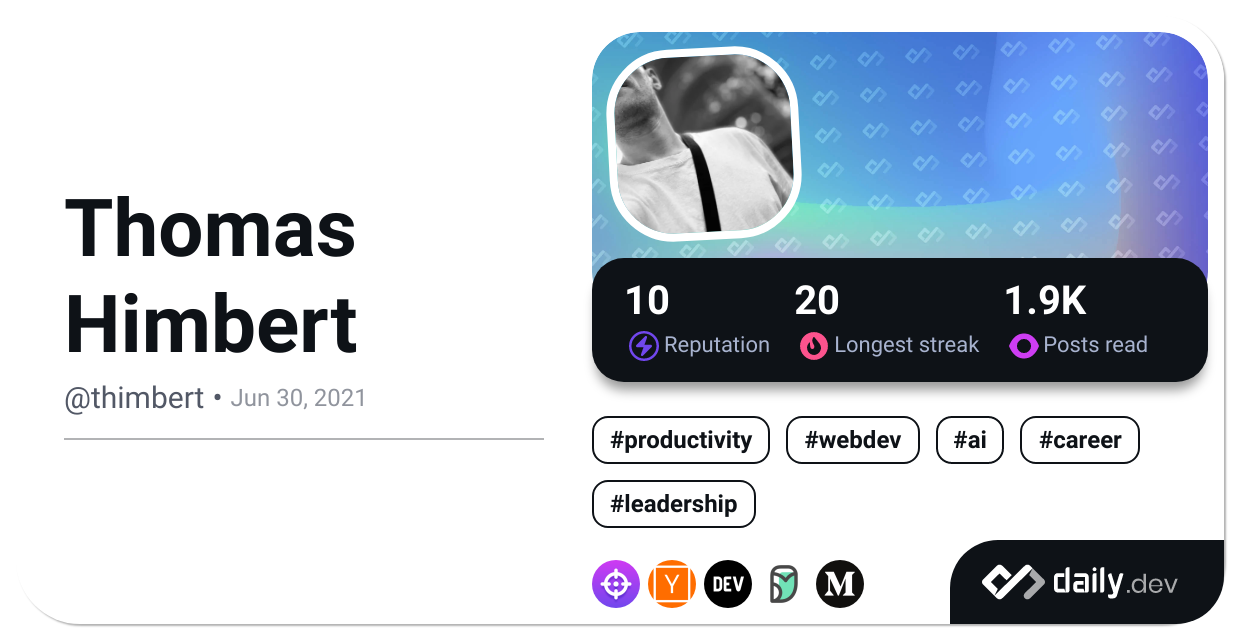 Thomas
Himbert
@thimbert • Jun 30, 2021
10 20 1.9K
Reputation Longest streak Posts read
#productivity #webdev #ai #career
#leadership
Y DEV M
daily.dev